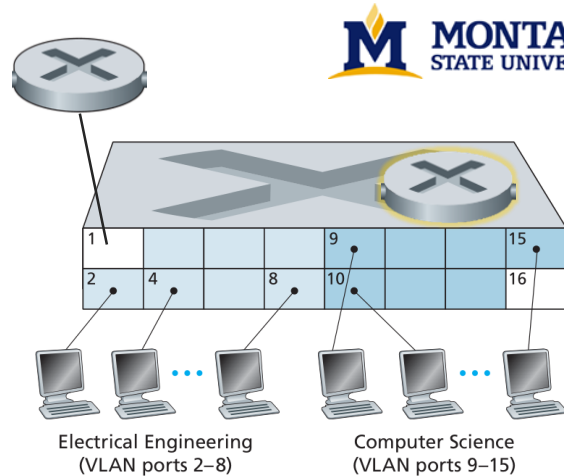 MONTA
STATE UNIVE
1
9
15
2
4
8
10
16
Electrical Engineering
(VLAN ports 2–8)
Computer Science
(VLAN ports 9–15)